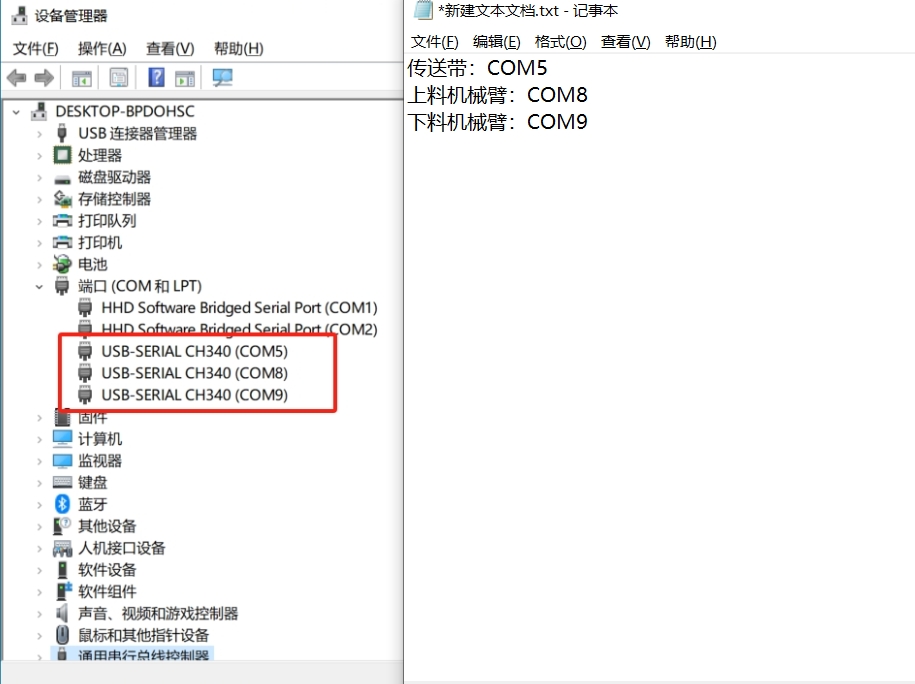 设备管理器
文件(F) 操作(A) 查看(V) 帮助(H)
DESKTOP-BPDOHSC
USB 连接器管理器
处理器
磁盘驱动器
存储控制器
打印队列
打印机
电池
端口 (COM 和 LPT)
HHD Software Bridged Serial Port (COM1)
HHD Software Bridged Serial Port (COM2)
USB-SERIAL CH340 (COM5)
USB-SERIAL CH340 (COM8)
USB-SERIAL CH340 (COM9)
固件
计算机
监视器
键盘
蓝牙
其他设备
人机接口设备
软件设备
软件组件
声音、视频和游戏控制器
鼠标和其他指针设备
通用串行总线控制器
*新建文本文档.txt - 记事本
文件(F) 编辑(E) 格式(O) 查看(V) 帮助(H)
传送带：COM5
上料机械臂：COM8
下料机械臂：COM9